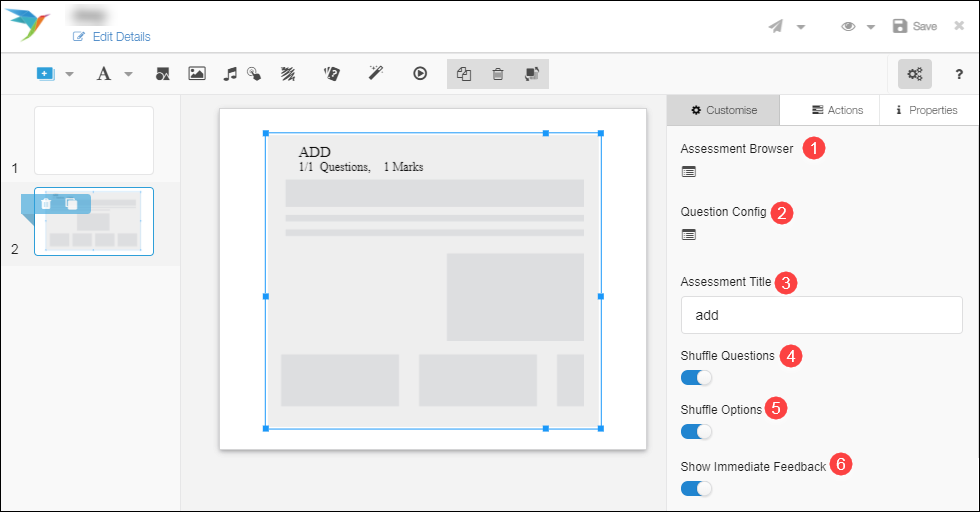 Edit Details
Save
A
?
Customise
Actions
i Properties
1
2
ADD
1/1 Questions, 1 Marks
Assessment Browser 1
Question Config 2
Assessment Title 3
add
Shuffle Questions 4
Shuffle Options 5
Show Immediate Feedback 6